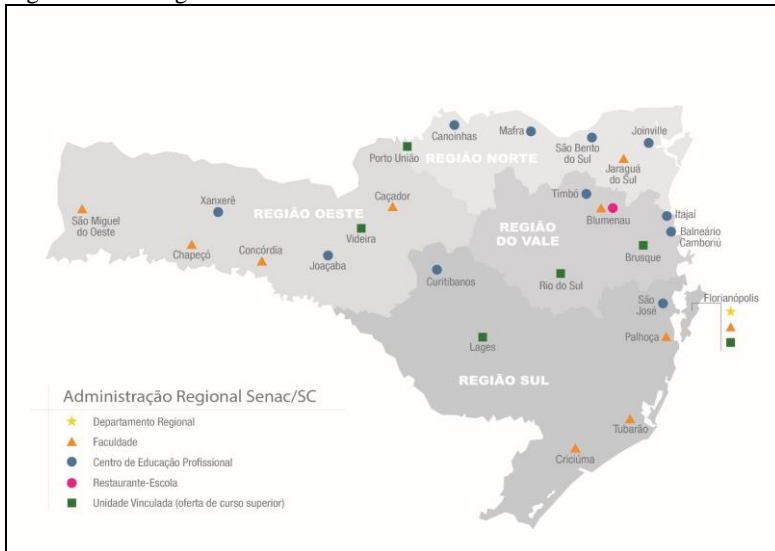 Canoinhas
Mafra
Joinville
São Bento
do Sul
Porto União
REGIÃO NORTE
Jaraguá
do Sul
Xanxerê
Caçador
Timbó
São Miguel
do Oeste
REGIÃO OESTE
Blumenau
Itajaí
Chapecó
Concórdia
Videira
REGIÃO
DO VALE
Balneário
Camboriú
Joaçaba
Brusque
Curitibanos
Rio do Sul
São
José
Florianópolis
Lages
Palhoça
REGIÃO SUL
Administração Regional Senac/SC
Departamento Regional
Faculdade
Centro de Educação Profissional
Restaurante-Escola
Unidade Vinculada (oferta de curso superior)
Tubarão
Criciúma